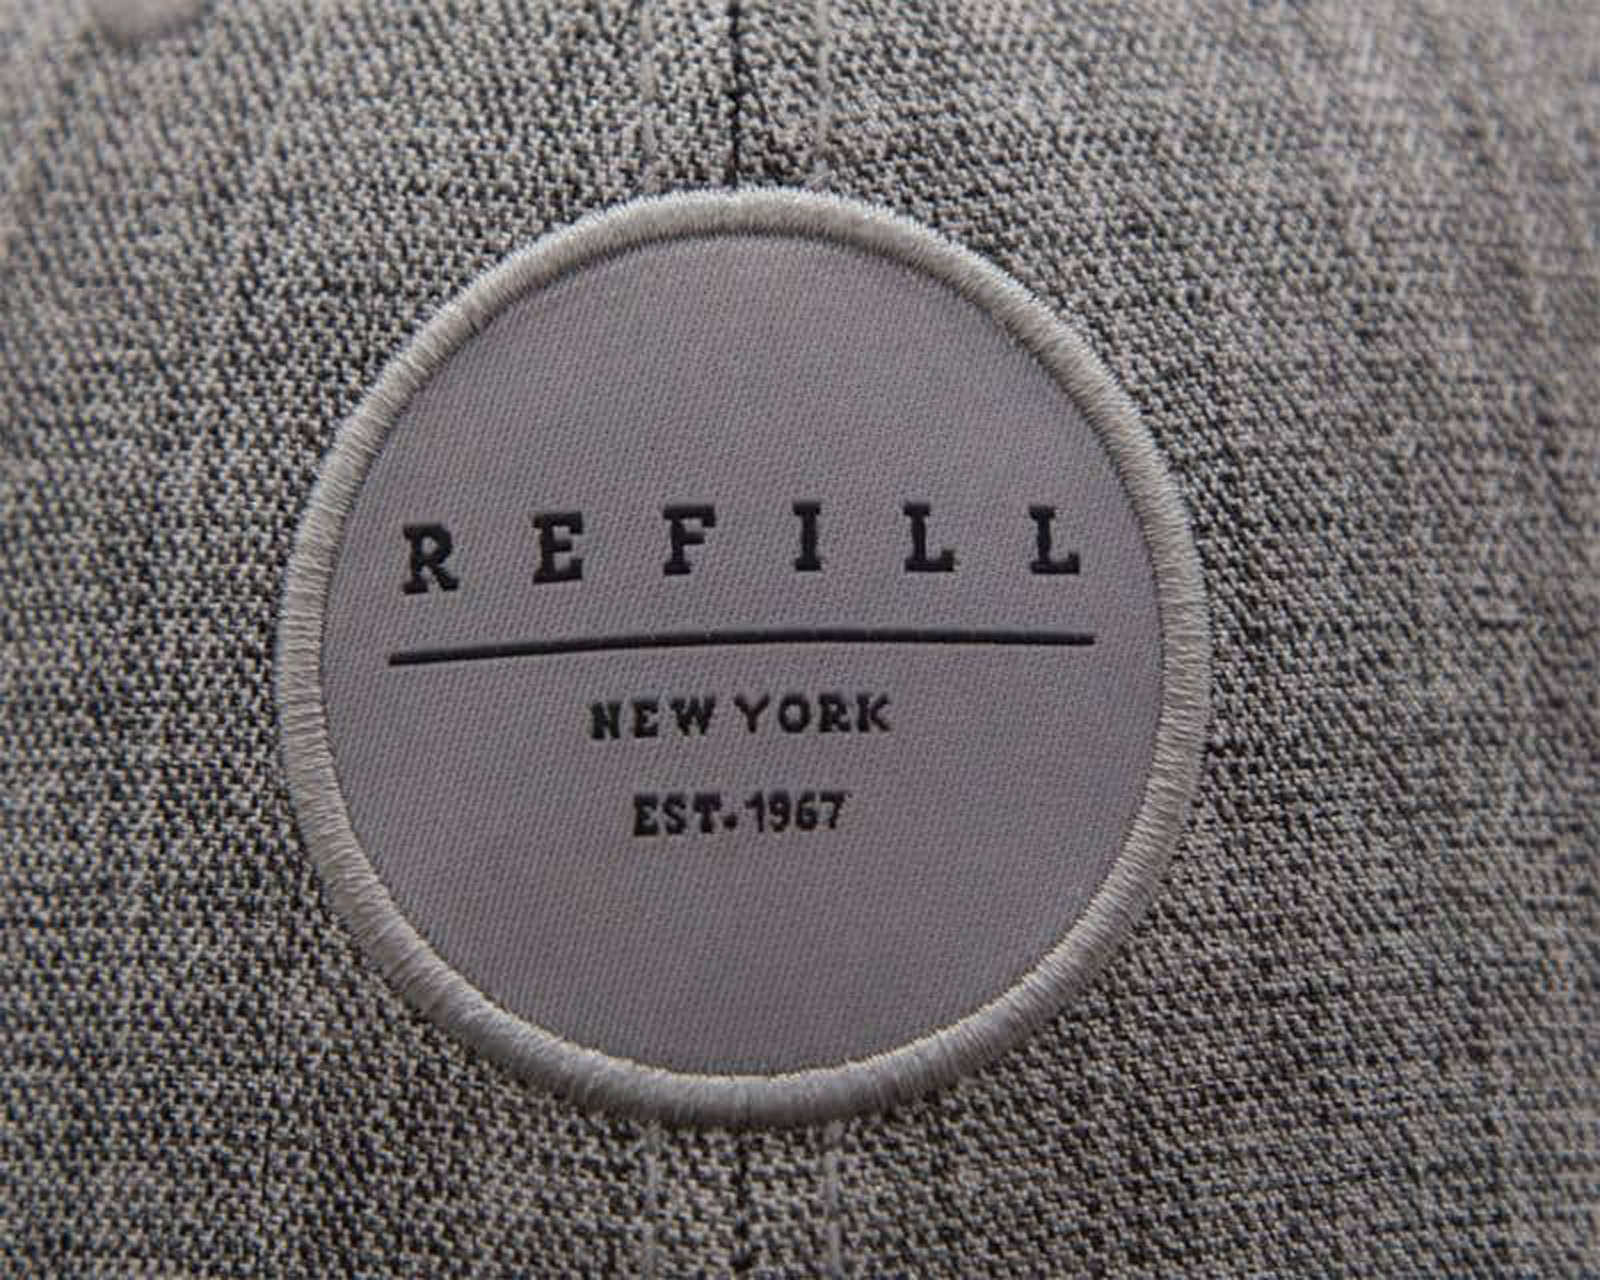 REFILL
NEW YORK
EST. 1967